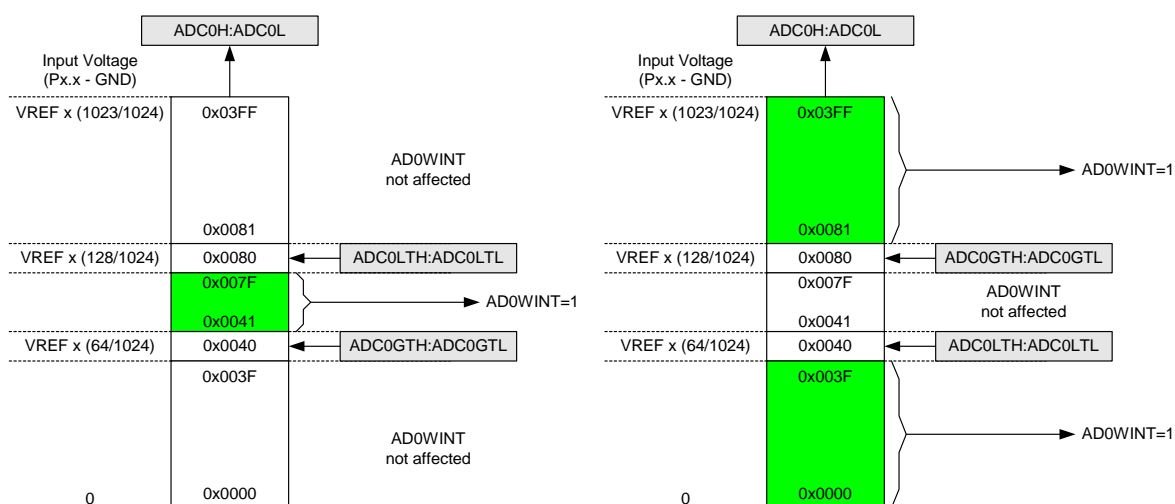 ADC0H:ADC0L
Input Voltage
(Px.x - GND)
VREF x (1023/1024)
0x03FF
AD0WINT
not affected
0x0081
VREF x (128/1024)
0x0080
ADC0LTH:ADC0LTL
0x007F
AD0WINT=1
0x0041
VREF x (64/1024)
0x0040
ADC0GTH:ADC0GTL
0x003F
AD0WINT
not affected
0
0x0000
ADC0H:ADC0L
Input Voltage
(Px.x - GND)
VREF x (1023/1024)
0x03FF
AD0WINT=1
0x0081
VREF x (128/1024)
0x0080
ADC0GTH:ADC0GTL
0x007F
AD0WINT
not affected
0x0041
VREF x (64/1024)
0x0040
ADC0LTH:ADC0LTL
0x003F
AD0WINT=1
0
0x0000